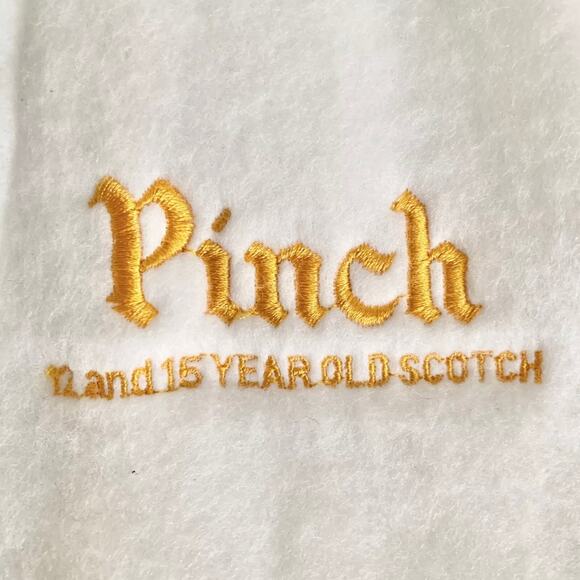 Pinch
12 and 15 YEAR OLD SCOTCH